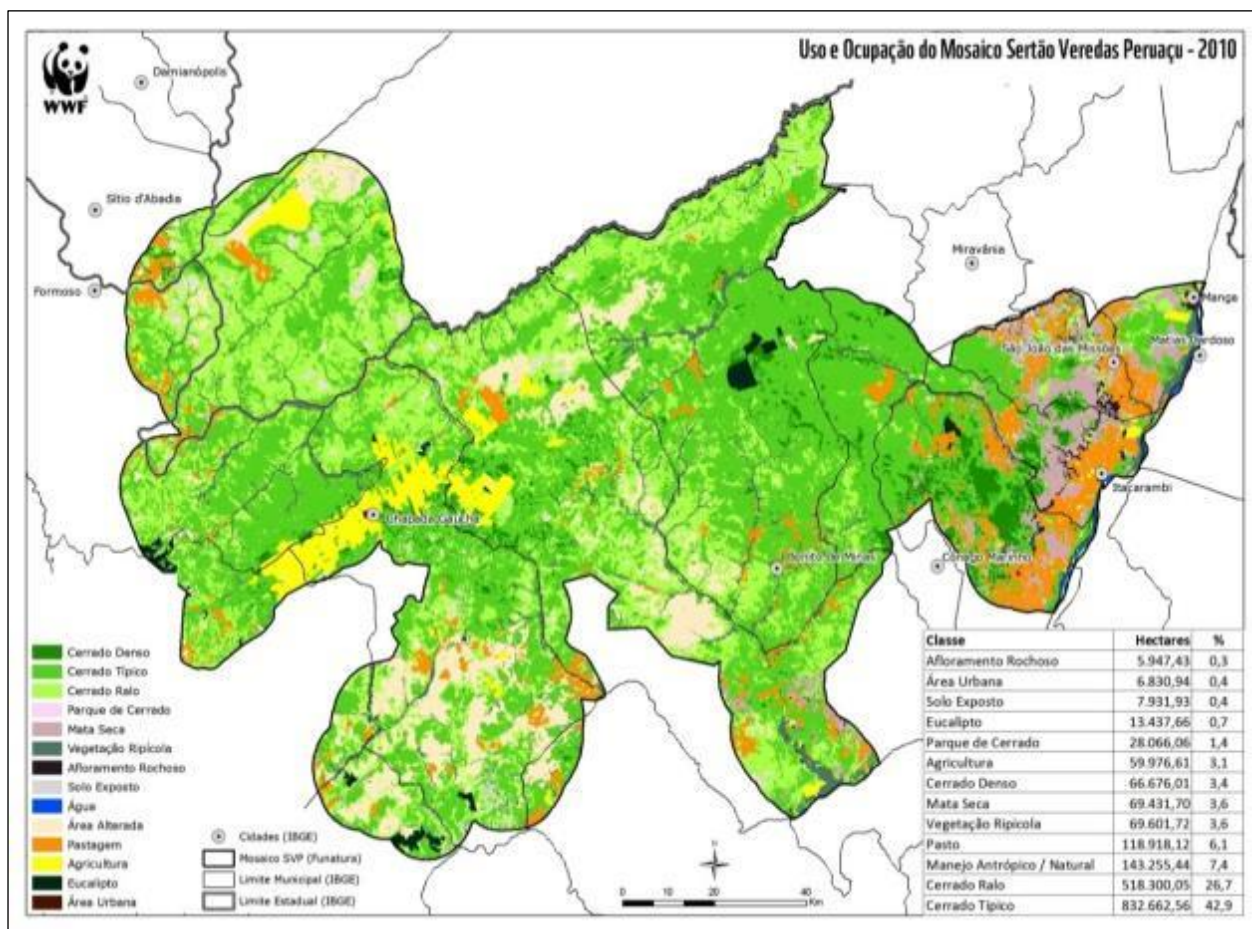 Uso e Ocupação do Mosaico Sertão Veredas Peruaçu - 2010
WWF
Damianópolis
Sítio d'Abadia
Formoso
Miravânia
Manga
Matias Cardoso
São João das Missões
Itacarambi
Chapada Gaúcha
Bonito de Minas
Cônego Marinho
Cerrado Denso
Cerrado Típico
Cerrado Ralo
Parque de Cerrado
Mata Seca
Vegetação Ripícola
Afloramento Rochoso
Solo Exposto
Água
Área Alterada
Pastagem
Agricultura
Eucalipto
Área Urbana
Cidades (IBGE)
Mosaico SVP (Funatura)
Limite Municipal (IBGE)
Limite Estadual (IBGE)
0 10 20 40
Km
Classe Hectares %
Afloramento Rochoso 5.947,43 0,3
Área Urbana 6.830,94 0,4
Solo Exposto 7.931,93 0,4
Eucalipto 13.437,66 0,7
Parque de Cerrado 28.066,06 1,4
Agricultura 59.976,61 3,1
Cerrado Denso 66.676,01 3,4
Mata Seca 69.431,70 3,6
Vegetação Ripícola 69.601,72 3,6
Pasto 118.918,12 6,1
Manejo Antrópico / Natural 143.255,44 7,4
Cerrado Ralo 518.300,05 26,7
Cerrado Típico 832.662,56 42,9